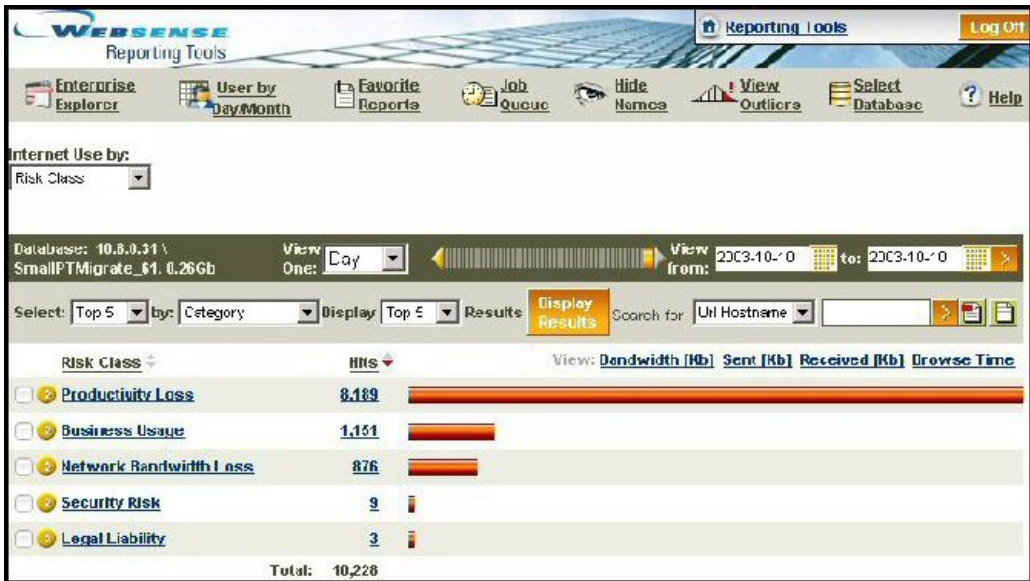 WEBSENSE
Reporting Tools
Reporting Tools
Log Off
Enterprise Explorer
User by Day/Month
Favorite Reports
Job Queue
Hide Names
View Outliers
Select Database
Help
Internet Use by:
Risk Class
Database: 10.8.0.31 \
SmallPTMigrate_61. 0.26Gb
View One: Day
View from: 2003-10-10 to: 2003-10-10
Select: Top 5 by: Category Display Top 5 Results Display Results Search for Url Hostname
Risk Class Hits View: Bandwidth [Kb] Sent [Kb] Received [Kb] Browse Time
Productivity Loss 8,189
Business Usage 1,151
Network Bandwidth Loss 876
Security Risk 9
Legal Liability 3
Total: 10,228